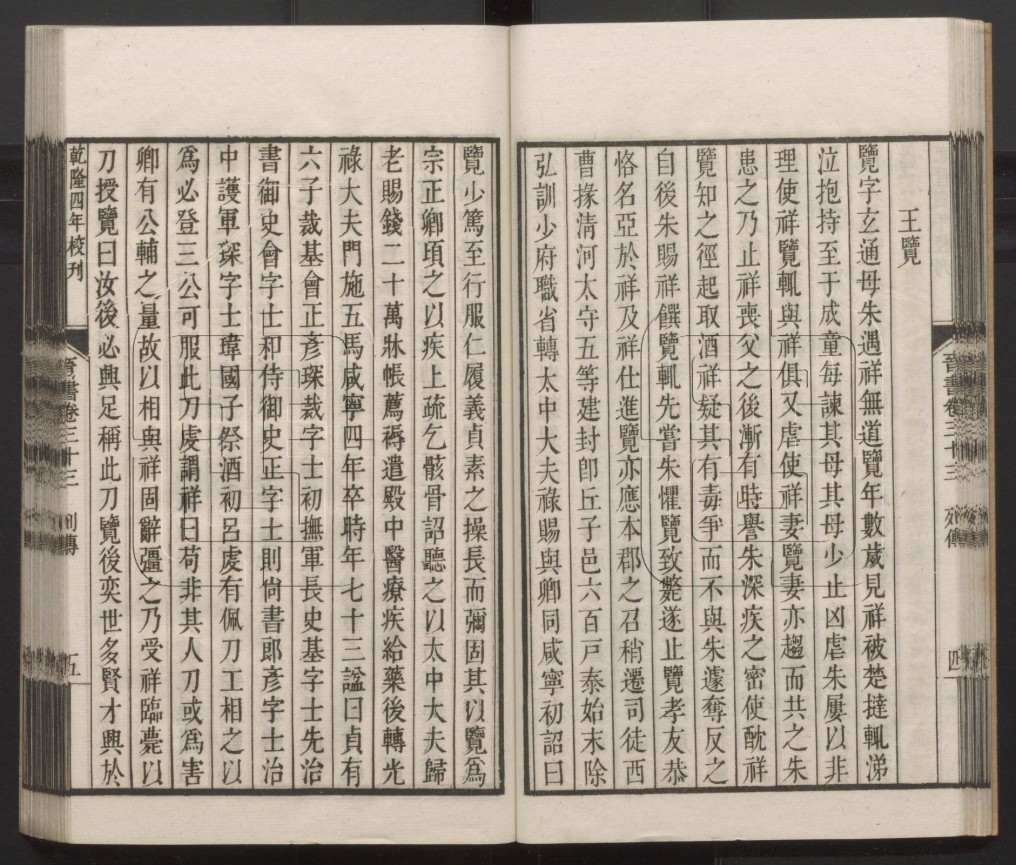 王覽
覽字玄通母朱遇祥無道覽年數歲見祥被楚撻輒涕
泣抱持至于成童每諫其母其母少止凶虐朱屢以非
理使祥覽輒與祥俱又虐使祥妻覽妻亦趨而共之朱
患之乃止祥喪父之後漸有時譽朱深疾之密使酖祥
覽知之徑起取酒祥疑其有毒爭而不與朱遽奪反之
自後朱賜祥饌覽輒先嘗朱懼覽致斃遂止覽孝友恭
恪名亞於祥及祥仕進覽亦應本郡之召稍遷司徒西
曹掾清河太守五等建封卽丘子邑六百戸泰始末除
弘訓少府職省轉太中大夫祿賜與卿同咸寧初詔曰
晉書卷三十三 列傳 四
覽少篤至行服仁履義貞素之操長而彌固其以覽爲
宗正卿頃之以疾上疏乞骸骨詔聽之以太中大夫歸
老賜錢二十萬牀帳薦褥遣殿中醫療疾給藥後轉光
祿大夫門施五馬咸寧四年卒時年七十三諡曰貞有
六子裁基會正彥琛裁字士初撫軍長史基字士先治
書御史會字士和侍御史正字士則尙書郎彥字士治
中護軍琛字士瑋國子祭酒初呂虔有佩刀工相之以
爲必登三公可服此刀虔謂祥曰苟非其人刀或爲害
卿有公輔之量故以相與祥固辭彊之乃受祥臨薨以
刀授覽曰汝後必興足稱此刀覽後奕世多賢才興於
乾隆四年校刊
晉書卷三十三 列傳 五